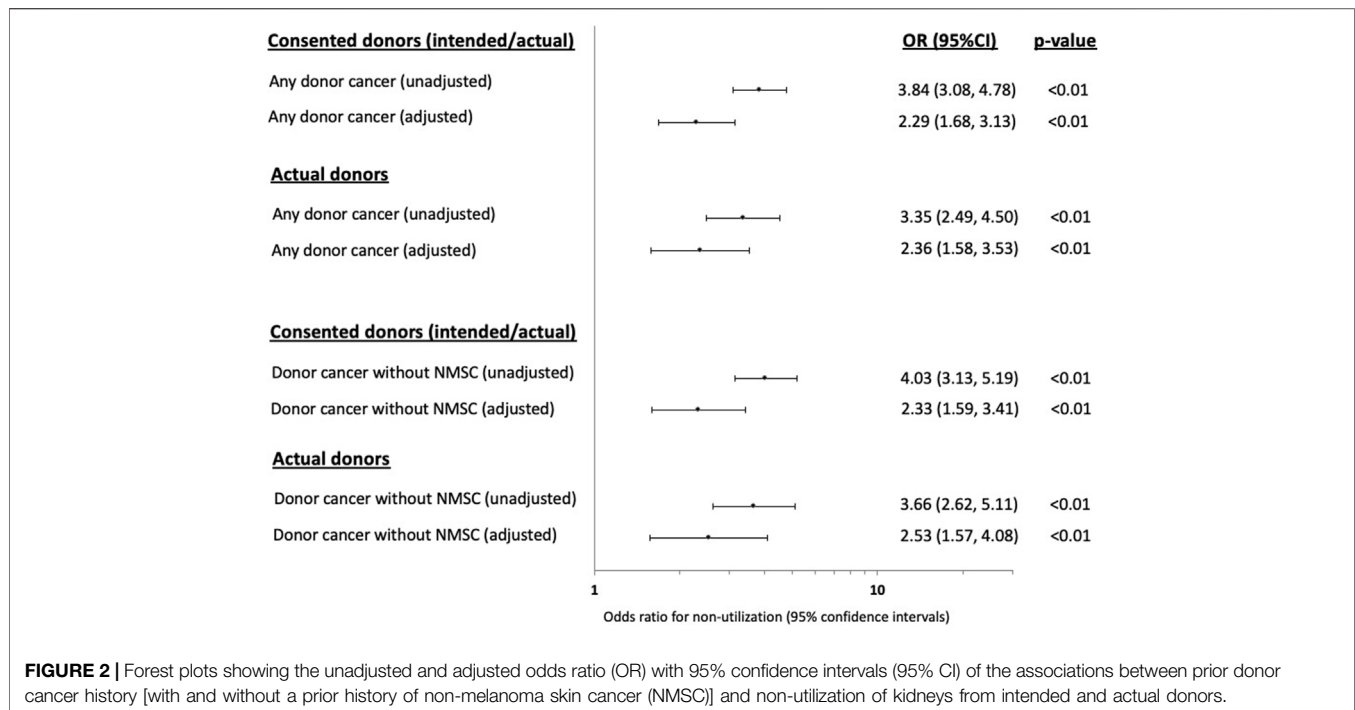 Consented donors (intended/actual) OR (95%CI) p-value
Any donor cancer (unadjusted) 3.84 (3.08, 4.78) <0.01
Any donor cancer (adjusted) 2.29 (1.68, 3.13) <0.01
Actual donors
Any donor cancer (unadjusted) 3.35 (2.49, 4.50) <0.01
Any donor cancer (adjusted) 2.36 (1.58, 3.53) <0.01
Consented donors (intended/actual)
Donor cancer without NMSC (unadjusted) 4.03 (3.13, 5.19) <0.01
Donor cancer without NMSC (adjusted) 2.33 (1.59, 3.41) <0.01
Actual donors
Donor cancer without NMSC (unadjusted) 3.66 (2.62, 5.11) <0.01
Donor cancer without NMSC (adjusted) 2.53 (1.57, 4.08) <0.01
1 10
Odds ratio for non-utilization (95% confidence intervals)
FIGURE 2 | Forest plots showing the unadjusted and adjusted odds ratio (OR) with 95% confidence intervals (95% CI) of the associations between prior donor
cancer history [with and without a prior history of non-melanoma skin cancer (NMSC)] and non-utilization of kidneys from intended and actual donors.